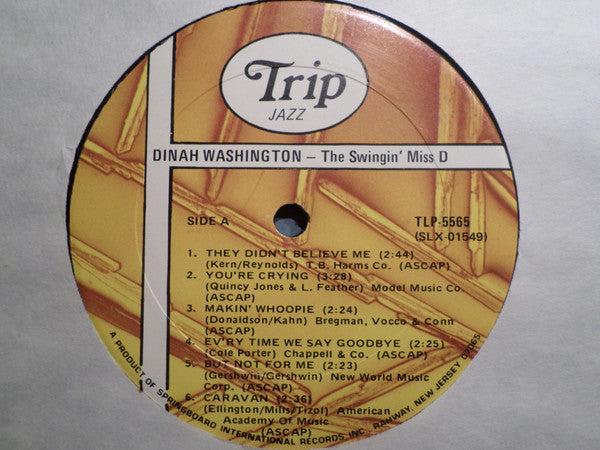 Trip
JAZZ
DINAH WASHINGTON – The Swingin' Miss D
SIDE A
TLP-5565
(SLX-01549)
1. THEY DIDN'T BELIEVE ME (2:44)
(Kern/Reynolds) T.B. Harms Co. (ASCAP)
2. YOU'RE CRYING (3:28)
(Quincy Jones & L. Feather) Model Music Co.
(ASCAP)
3. MAKIN' WHOOPIE (2:24)
(Donaldson/Kahn) Bregman, Vocco & Conn
(ASCAP)
4. EV'RY TIME WE SAY GOODBYE (2:25)
(Cole Porter) Chappell & Co. (ASCAP)
5. BUT NOT FOR ME (2:23)
(Gershwin/Gershwin) New World Music
Corp. (ASCAP)
6. CARAVAN (2:36)
(Ellington/Mills/Tizol) American
Academy Of Music
(ASCAP)
A PRODUCT OF SPRINGBOARD INTERNATIONAL RECORDS, INC. RAHWAY, NEW JERSEY 07065